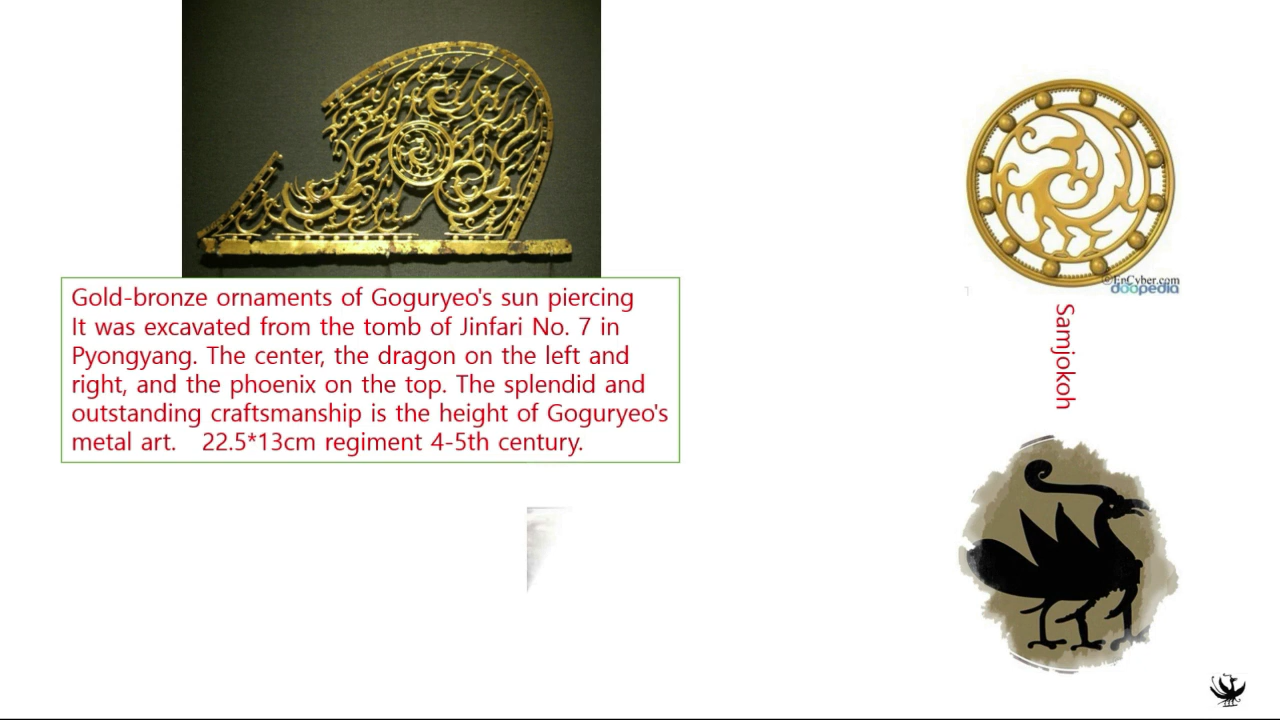 Gold-bronze ornaments of Goguryeo's sun piercing
It was excavated from the tomb of Jinfari No. 7 in
Pyongyang. The center, the dragon on the left and
right, and the phoenix on the top. The splendid and
outstanding craftsmanship is the height of Goguryeo's
metal art. 22.5*13cm regiment 4-5th century.
©EnCyber.com
doopedia
Samjokoh